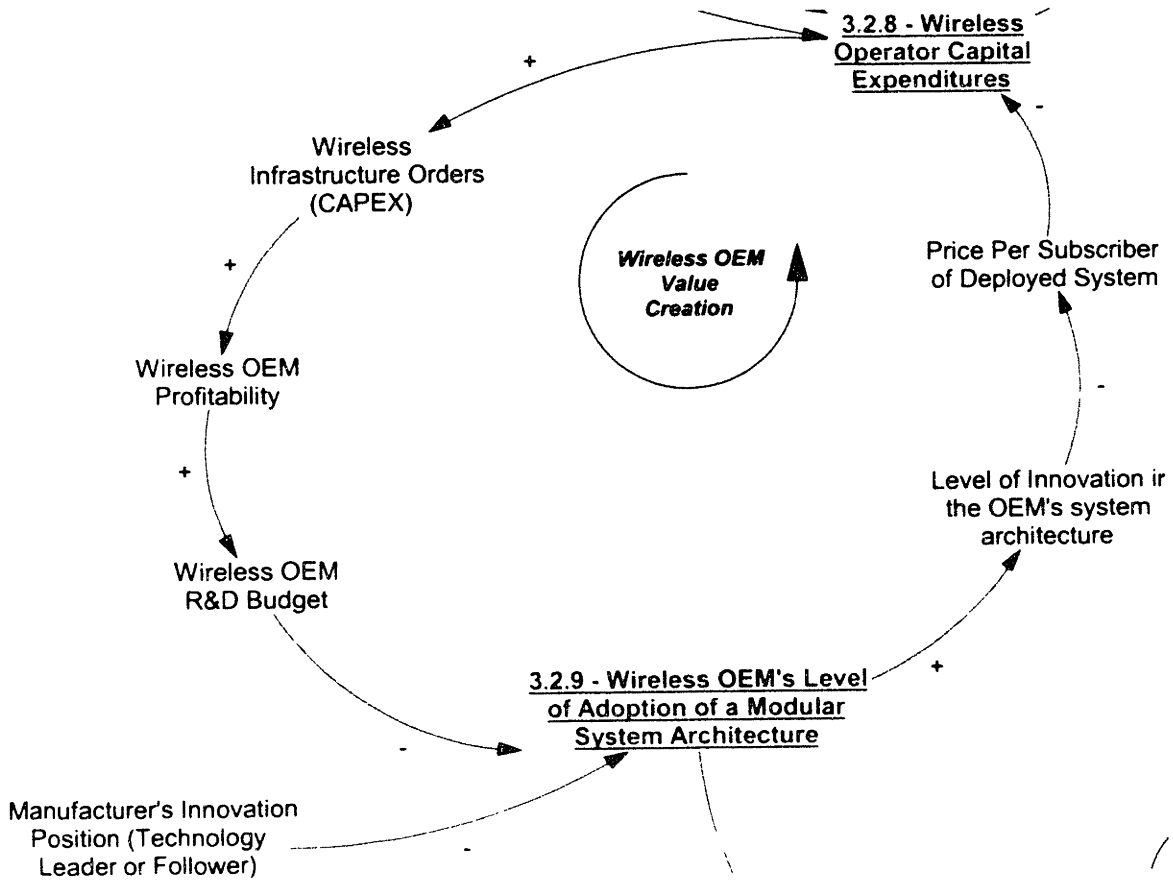 3.2.8 - Wireless
Operator Capital
Expenditures
+
-
Wireless
Infrastructure Orders
(CAPEX)
+
Wireless OEM
Value
Creation
Price Per Subscriber
of Deployed System
Wireless OEM
Profitability
-
+
Level of Innovation ir
the OEM's system
architecture
Wireless OEM
R&D Budget
+
3.2.9 - Wireless OEM's Level
of Adoption of a Modular
System Architecture
-
Manufacturer's Innovation
Position (Technology
Leader or Follower)
-